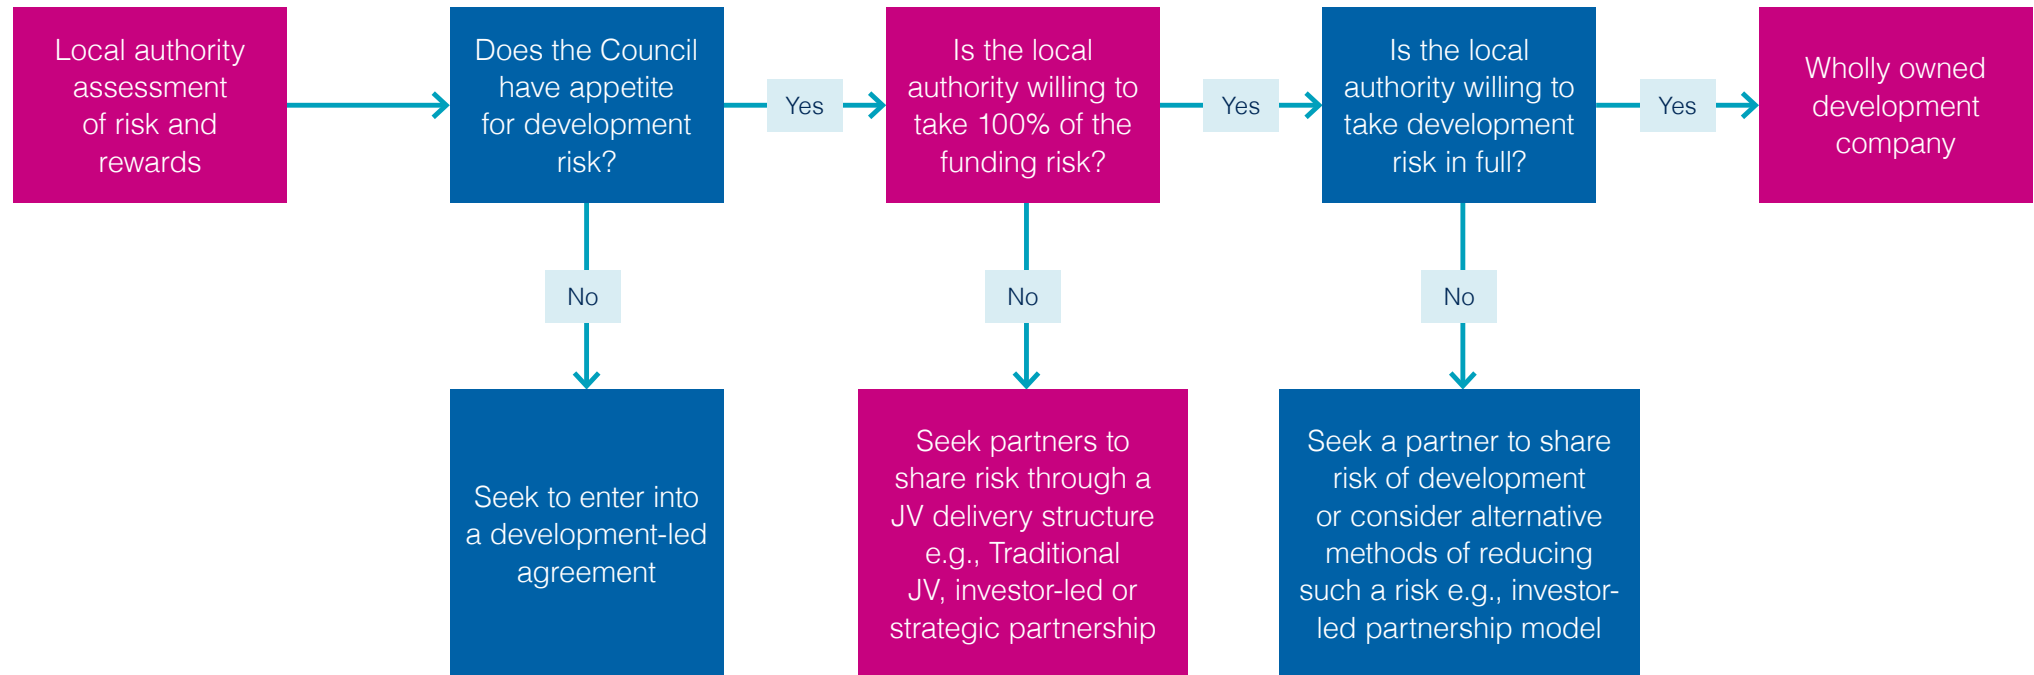 Local authority
assessment
of risk and
rewards
Does the Council
have appetite
for development
risk?
Yes
Is the local
authority willing to
take 100% of the
funding risk?
Yes
Is the local
authority willing to
take development
risk in full?
Yes
Wholly owned
development
company
No
No
No
Seek to enter into
a development-led
agreement
Seek partners to
share risk through a
JV delivery structure
e.g., Traditional
JV, investor-led or
strategic partnership
Seek a partner to share
risk of development
or consider alternative
methods of reducing
such a risk e.g., investor-
led partnership model